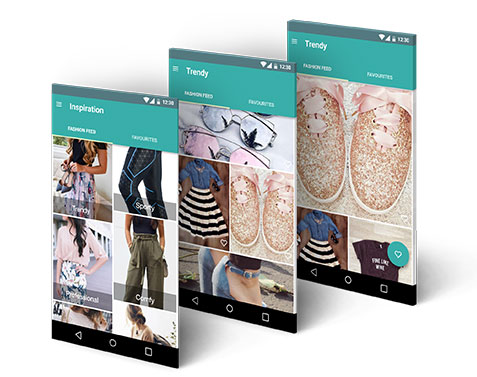 12:30
Inspiration
FASHION FEED
FAVOURITES
Trendy
Sporty
Professional
Comfy
12:30
Trendy
FASHION FEED
FAVOURITES
12:30
Trendy
FASHION FEED
FAVOURITES
FINE LIKE
WINE